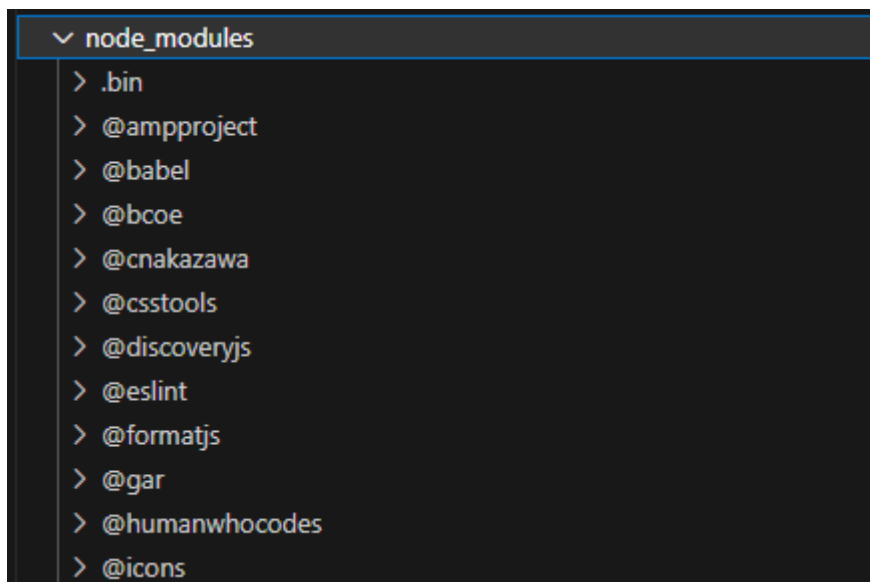 node_modules
.bin
@ampproject
@babel
@bcoe
@cnakazawa
@csstools
@discoveryjs
@eslint
@formatjs
@gar
@humanwhocodes
@icons